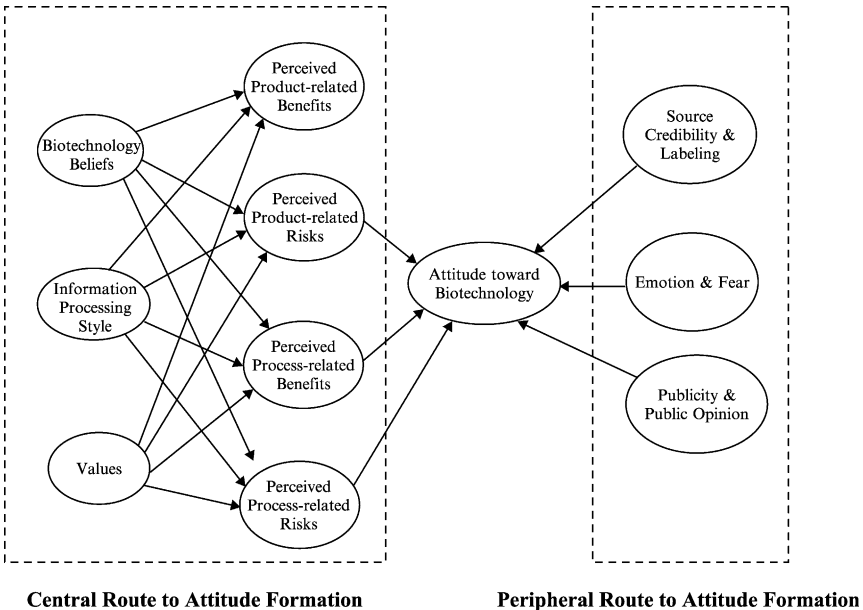 Perceived
Product-related
Benefits
Biotechnology
Beliefs
Perceived
Product-related
Risks
Information
Processing
Style
Perceived
Process-related
Benefits
Values
Perceived
Process-related
Risks
Attitude toward
Biotechnology
Source
Credibility &
Labeling
Emotion & Fear
Publicity &
Public Opinion
Central Route to Attitude Formation
Peripheral Route to Attitude Formation